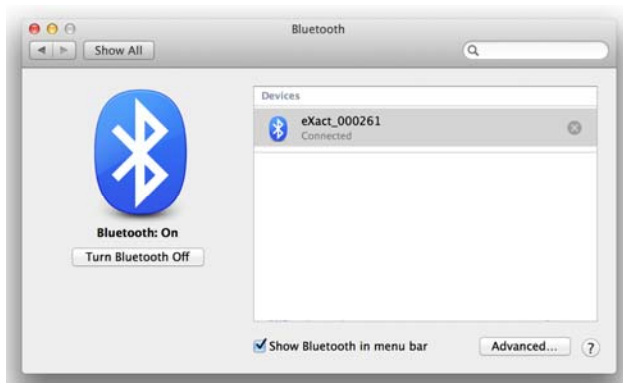 Bluetooth
Show All
Devices
eXact_000261
Connected
Bluetooth: On
Turn Bluetooth Off
Show Bluetooth in menu bar
Advanced...
?